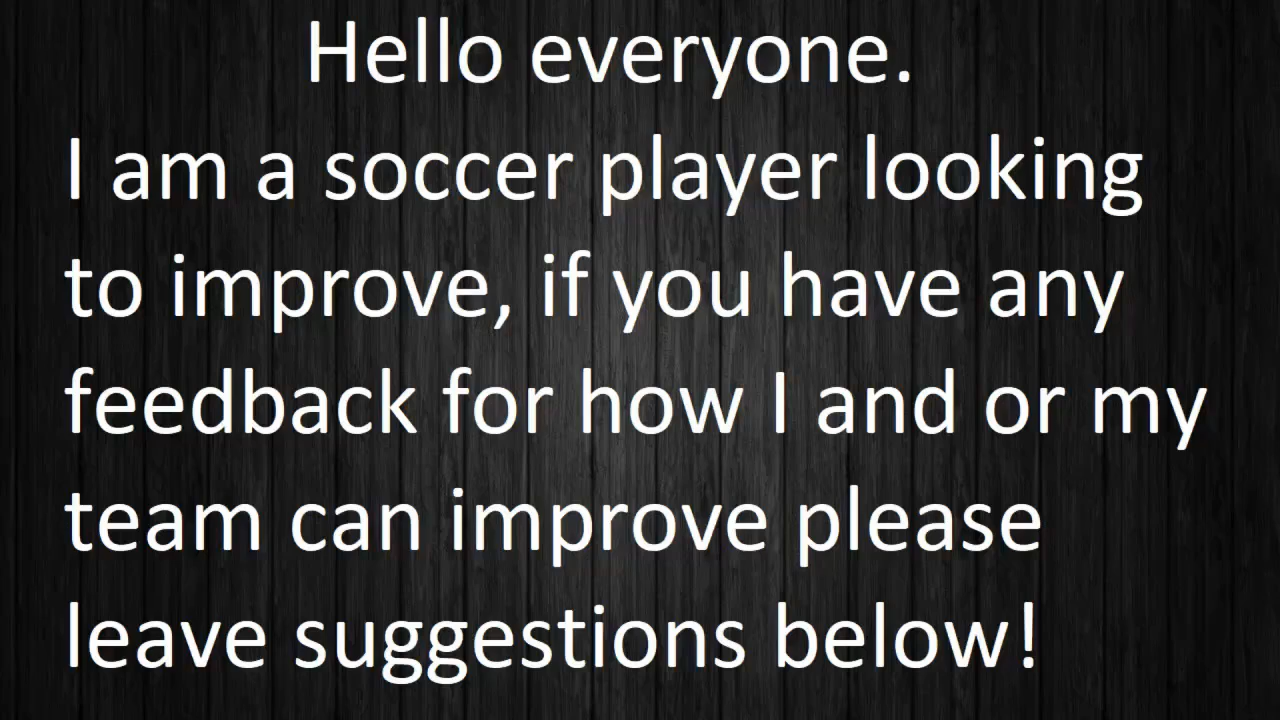 Hello everyone.
I am a soccer player looking
to improve, if you have any
feedback for how I and or my
team can improve please
leave suggestions below!